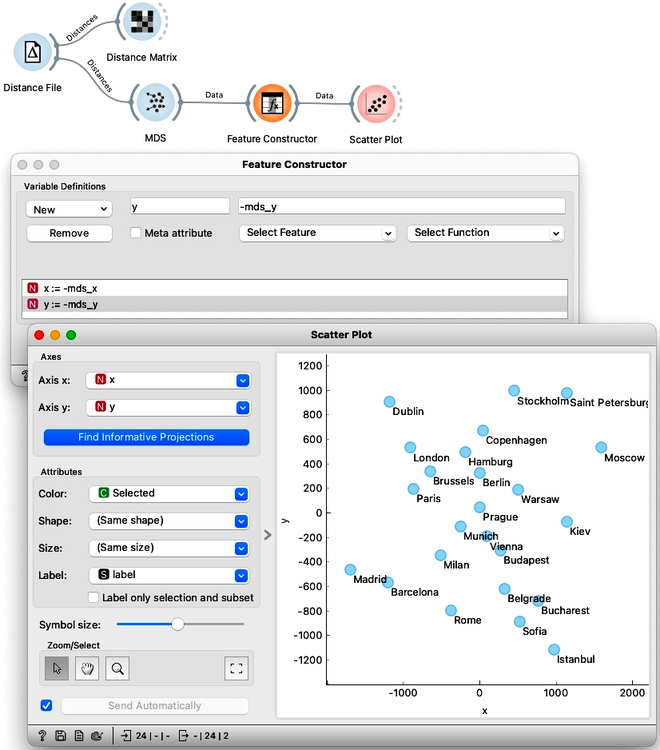 Distances
Distances
Distance Matrix
Distance File
Data
Data
MDS
Feature Constructor
Scatter Plot
Feature Constructor
Variable Definitions
New
y
-mds_y
Remove
Meta attribute
Select Feature
Select Function
N x := -mds_x
N y := -mds_y
Scatter Plot
Axes
Axis x:
N x
Axis y:
N y
Find Informative Projections
Attributes
Color:
C Selected
Shape:
(Same shape)
Size:
(Same size)
Label:
S label
Label only selection and subset
Symbol size:
Zoom/Select
Send Automatically
? 24 | - | - - | 24 | 2
1200
1000
800
600
400
200
0
-200
-400
-600
-800
-1000
-1200
y
-1000
0
1000
2000
x
Stockholm
Saint Petersburg
Dublin
Copenhagen
London
Hamburg
Moscow
Brussels
Berlin
Paris
Warsaw
Prague
Kiev
Munich
Vienna
Milan
Budapest
Madrid
Barcelona
Belgrade
Bucharest
Rome
Sofia
Istanbul